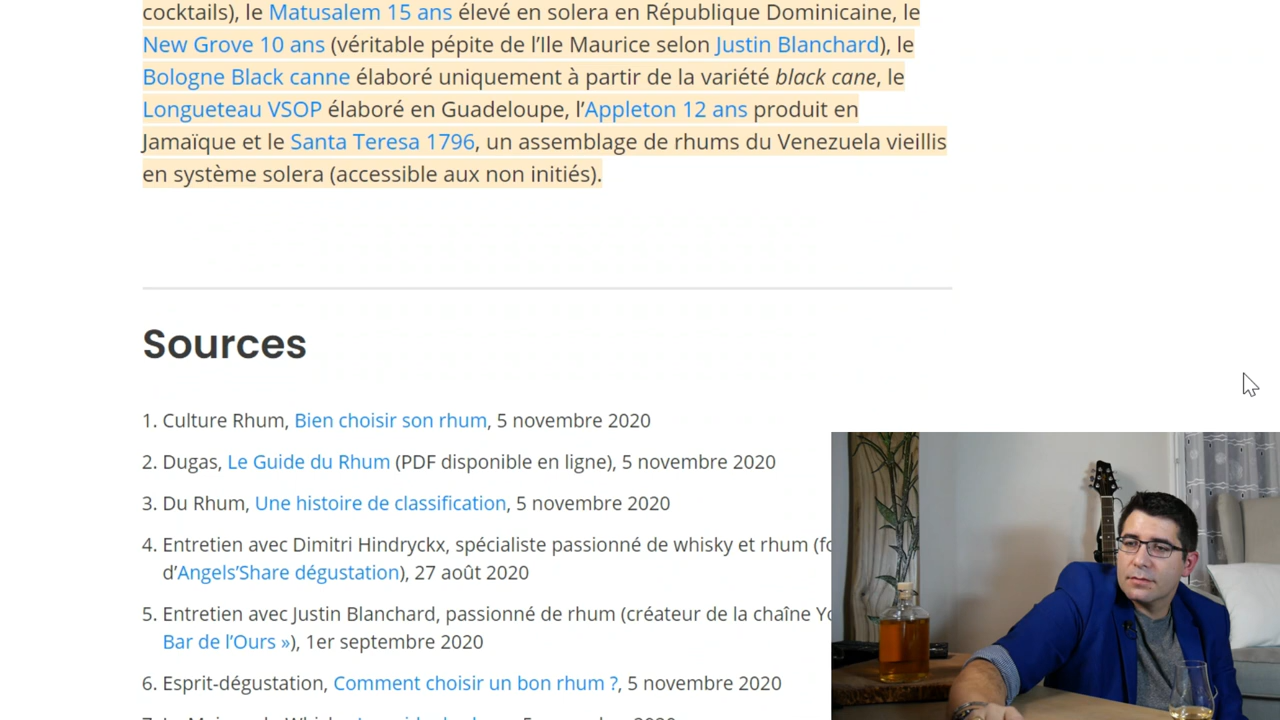 cocktails), le Matusalem 15 ans élevé en solera en République Dominicaine, le
New Grove 10 ans (véritable pépite de l’Ile Maurice selon Justin Blanchard), le
Bologne Black canne élaboré uniquement à partir de la variété black cane, le
Longueteau VSOP élaboré en Guadeloupe, l’Appleton 12 ans produit en
Jamaïque et le Santa Teresa 1796, un assemblage de rhums du Venezuela vieillis
en système solera (accessible aux non initiés).
Sources
1. Culture Rhum, Bien choisir son rhum, 5 novembre 2020
2. Dugas, Le Guide du Rhum (PDF disponible en ligne), 5 novembre 2020
3. Du Rhum, Une histoire de classification, 5 novembre 2020
4. Entretien avec Dimitri Hindryckx, spécialiste passionné de whisky et rhum
d’Angels’Share dégustation), 27 août 2020
5. Entretien avec Justin Blanchard, passionné de rhum (créateur de la chaîne
Bar de l’Ours »), 1er septembre 2020
6. Esprit-dégustation, Comment choisir un bon rhum ?, 5 novembre 2020